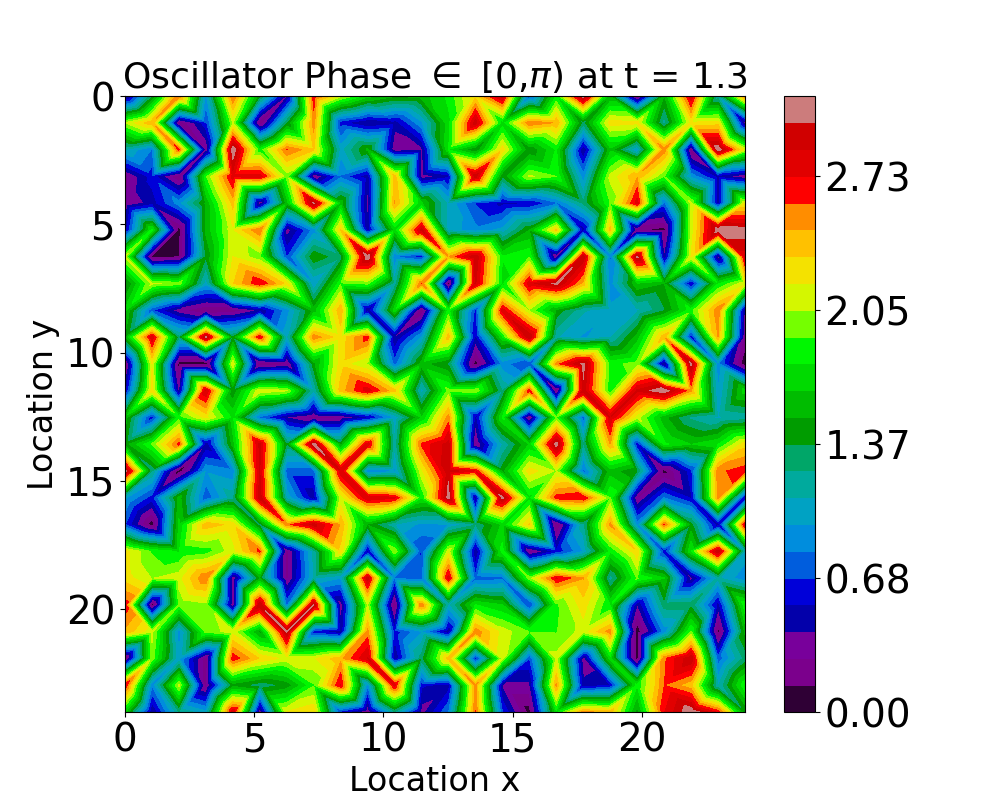 Oscillator Phase ∈ [0,π) at t = 1.3
0
5
10
15
20
Location y
0 5 10 15 20
Location x
2.73
2.05
1.37
0.68
0.00